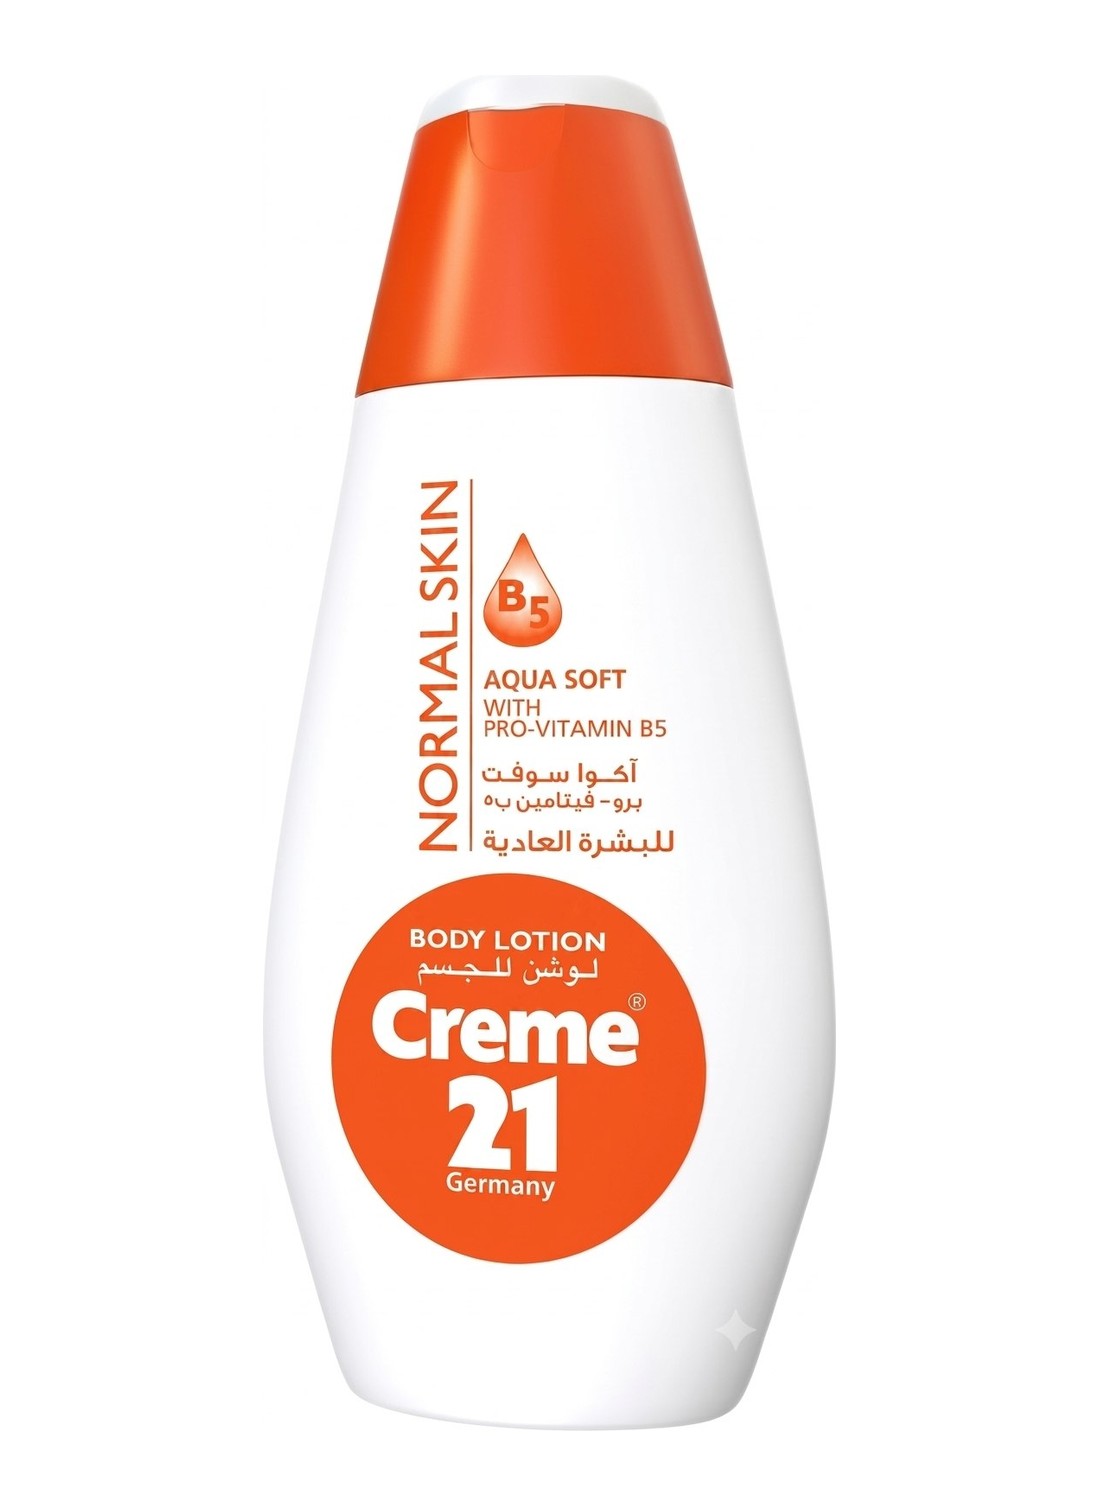 NORMAL SKIN
B5
AQUA SOFT
WITH
PRO-VITAMIN B5
آكوا سوفت
برو- فيتامين ب٥
للبشرة العادية
BODY LOTION
لوشن للجسم
Creme®
21
Germany